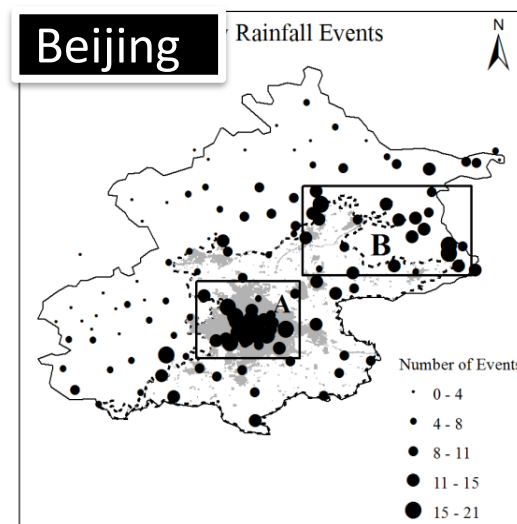 Beijing
Rainfall Events
N
B
A
Number of Events
0 - 4
4 - 8
8 - 11
11 - 15
15 - 21